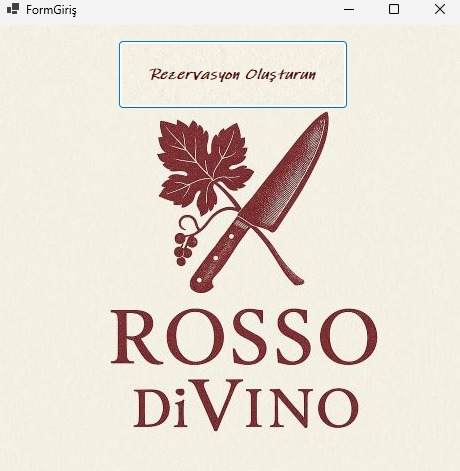 FormGiriş
Rezervasyon Oluşturun
ROSSO
DiVINO